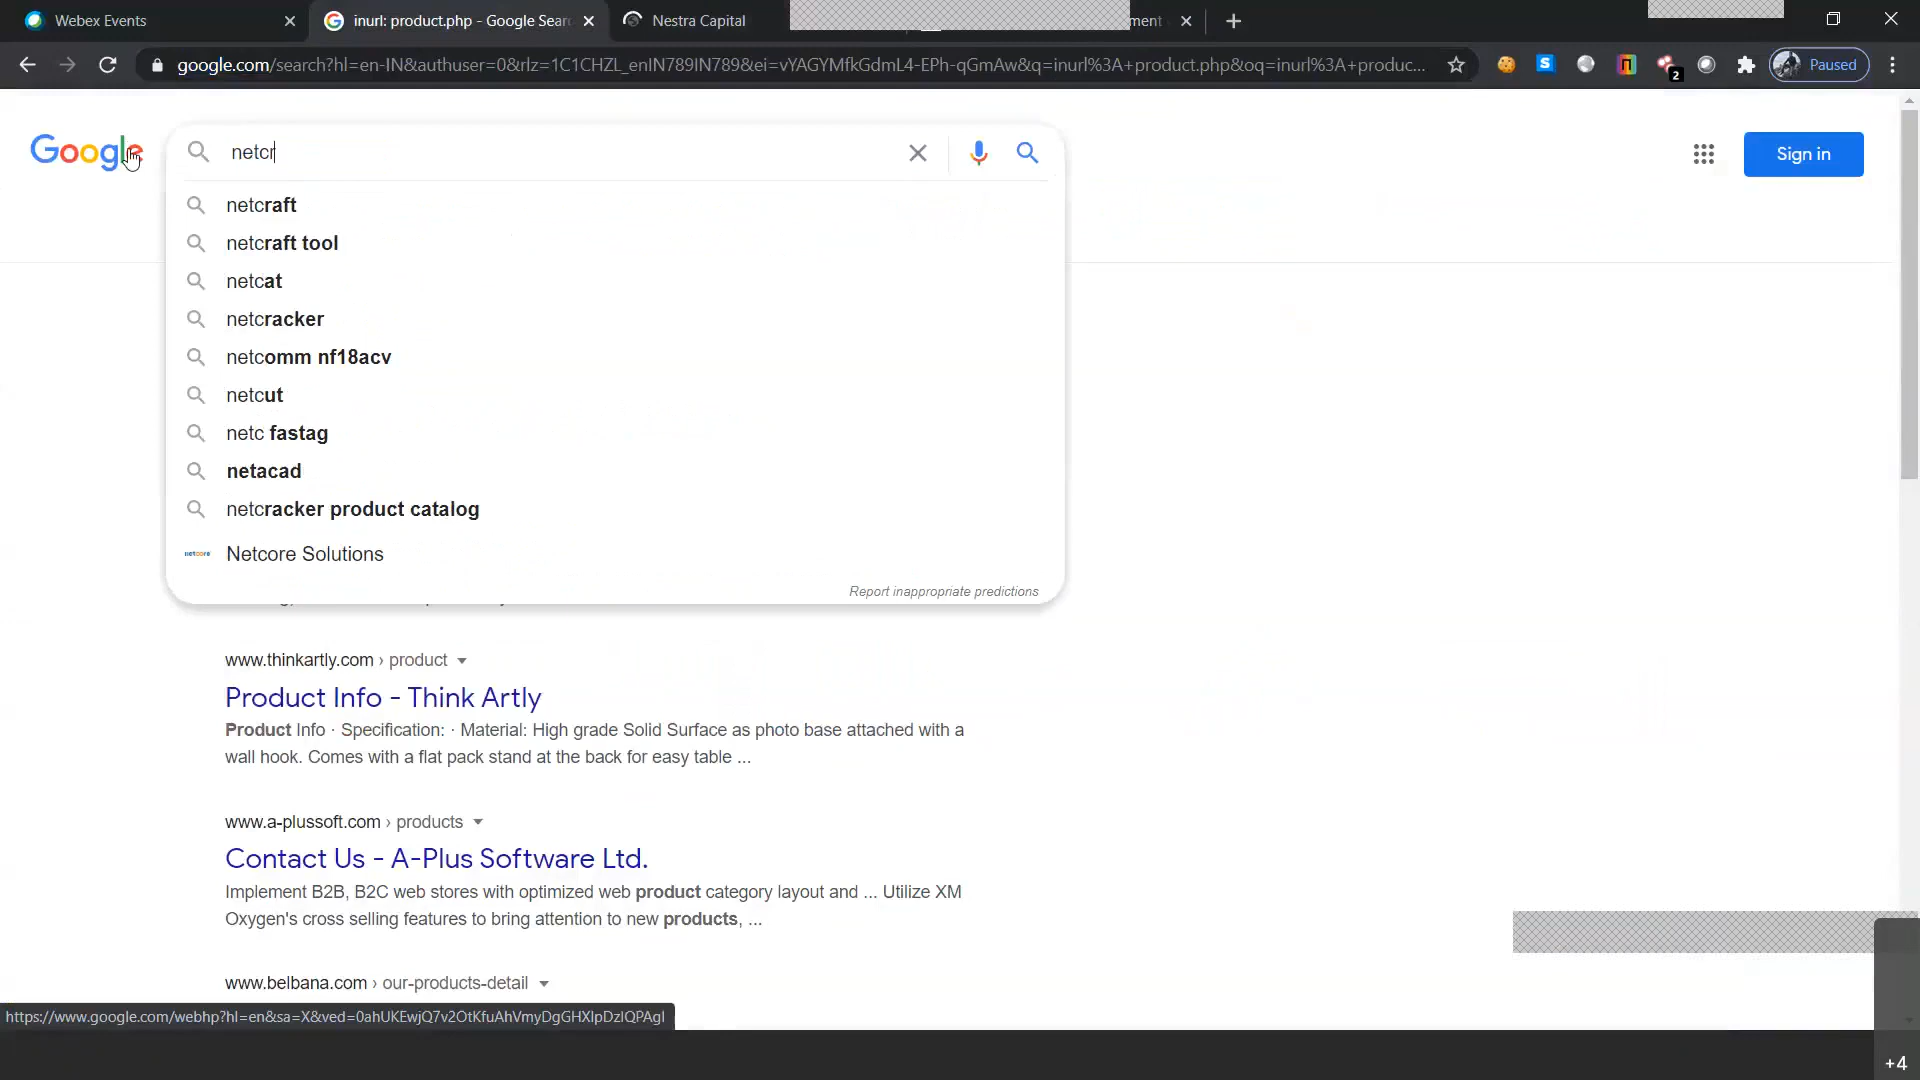 Webex Events
inurl: product.php - Google Sear
Nestra Capital
ment
google.com/search?hl=en-IN&authuser=0&rlz=1C1CHZL_enIN789IN789&ei=vYAGYMfkGdmL4-EPh-qGmAw&q=inurl%3A+product.php&oq=inurl%3A+produc...
2
Paused
Google
netcr
Sign in
netcraft
netcraft tool
netcat
netcracker
netcomm nf18acv
netcut
netc fastag
netacad
netcracker product catalog
netcore
Netcore Solutions
Report inappropriate predictions
www.thinkartly.com › product
Product Info - Think Artly
Product Info · Specification: · Material: High grade Solid Surface as photo base attached with a
wall hook. Comes with a flat pack stand at the back for easy table ...
www.a-plussoft.com › products
Contact Us - A-Plus Software Ltd.
Implement B2B, B2C web stores with optimized web product category layout and ... Utilize XM
Oxygen's cross selling features to bring attention to new products, ...
www.belbana.com › our-products-detail
https://www.google.com/webhp?hl=en&sa=X&ved=0ahUKEwjQ7v2OtKfuAhVmyDgGHXIpDzIQPAgI
+4